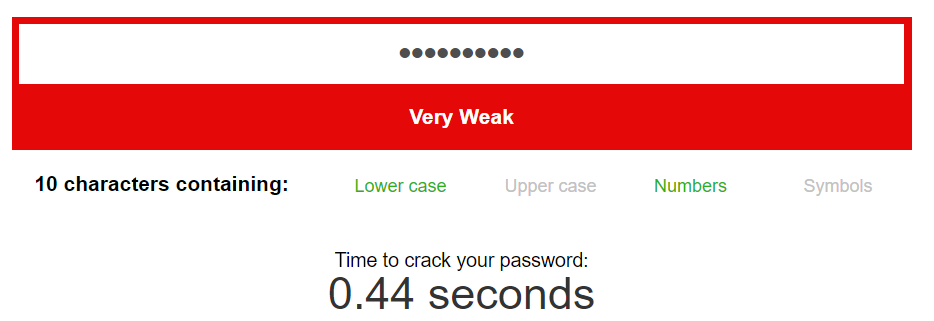 ••••••••••
Very Weak
10 characters containing: Lower case Upper case Numbers Symbols
Time to crack your password:
0.44 seconds